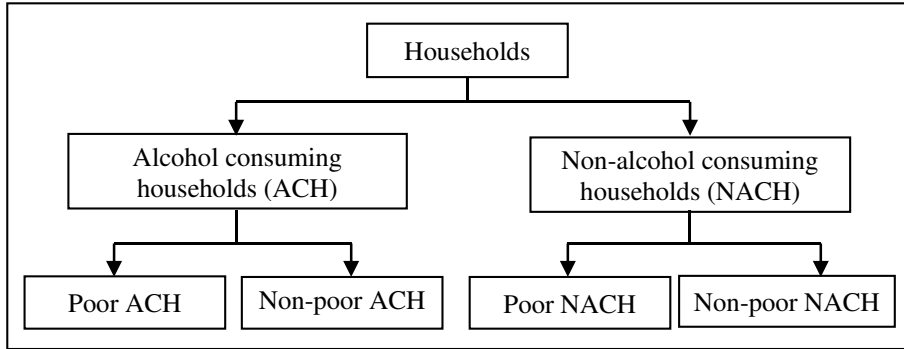 Households
Alcohol consuming
households (ACH)
Non-alcohol consuming
households (NACH)
Poor ACH
Non-poor ACH
Poor NACH
Non-poor NACH